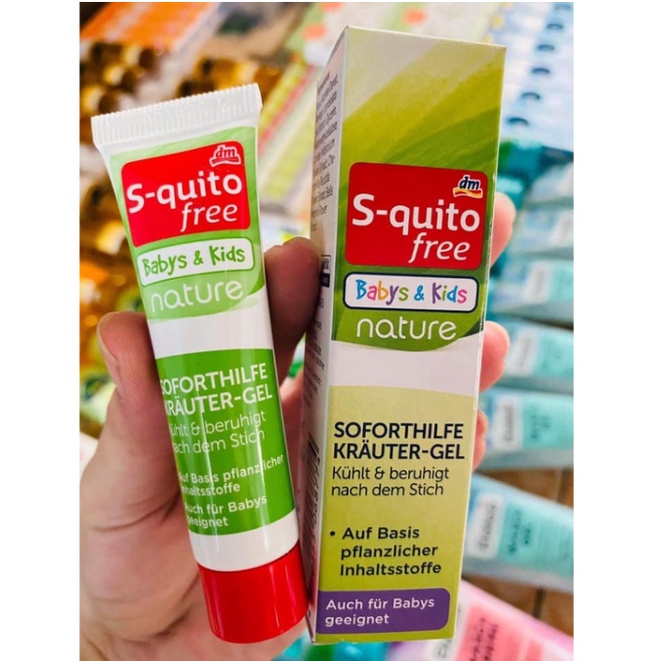 dm
S-quito
free
Babys & Kids
nature
SOFORTHILFE
KRÄUTER-GEL
Kühlt & beruhigt
nach dem Stich
Auf Basis pflanzlicher
Inhaltsstoffe
Auch für Babys
geeignet
dm
S-quito
free
Babys & Kids
nature
SOFORTHILFE
KRÄUTER-GEL
Kühlt & beruhigt
nach dem Stich
• Auf Basis
pflanzlicher
Inhaltsstoffe
Auch für Babys
geeignet